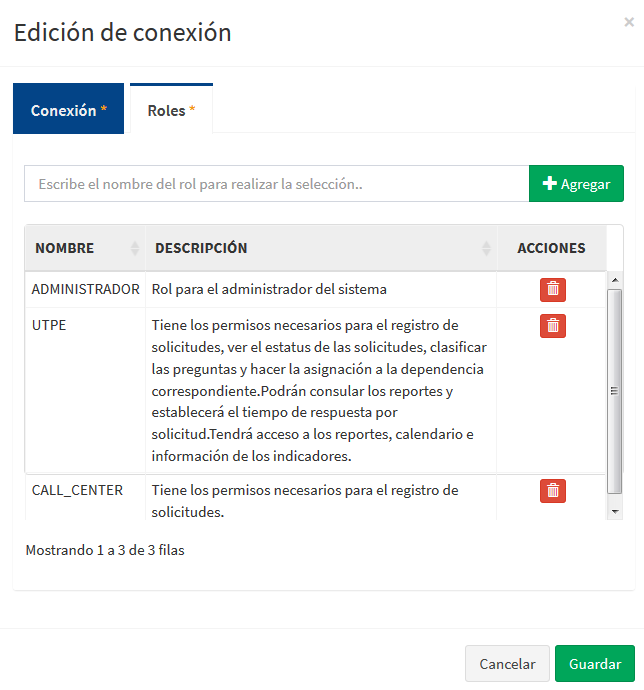 Edición de conexión
×
Conexión *
Roles *
Escribe el nombre del rol para realizar la selección..
Agregar
NOMBRE
DESCRIPCIÓN
ACCIONES
ADMINISTRADOR
Rol para el administrador del sistema
UTPE
Tiene los permisos necesarios para el registro de
solicitudes, ver el estatus de las solicitudes, clasificar
las preguntas y hacer la asignación a la dependencia
correspondiente.Podrán consular los reportes y
establecerá el tiempo de respuesta por
solicitud.Tendrá acceso a los reportes, calendario e
información de los indicadores.
CALL_CENTER
Tiene los permisos necesarios para el registro de
solicitudes.
Mostrando 1 a 3 de 3 filas
Cancelar
Guardar